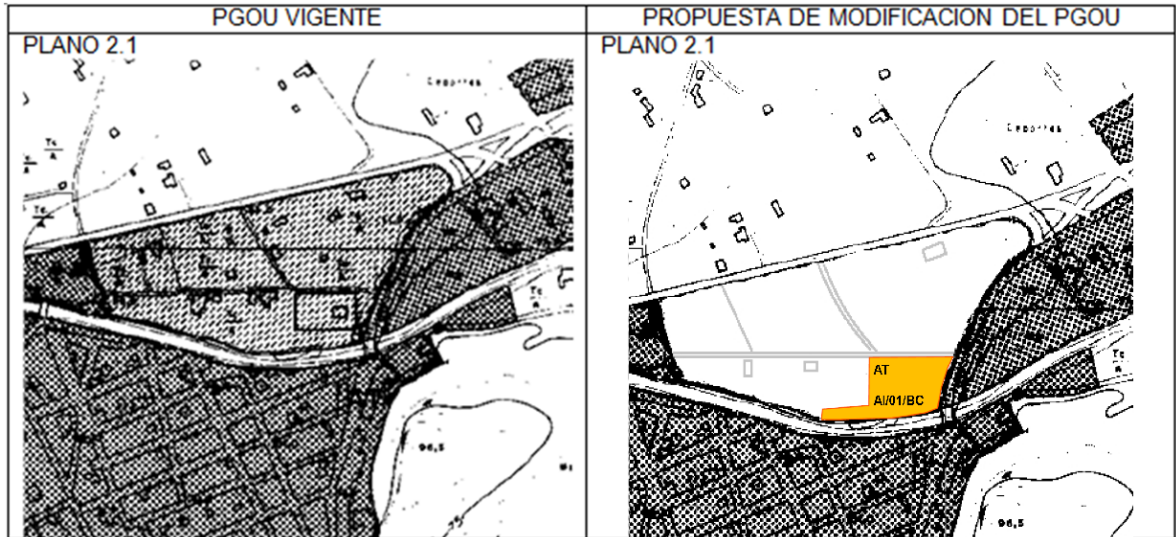 PGOU VIGENTE
PLANO 2.1
Deportes
Tc
A
Tc
A
Tc
A
96,5
PROPUESTA DE MODIFICACION DEL PGOU
PLANO 2.1
Deportes
AT
AI/01/BC
Tc
A
96,5